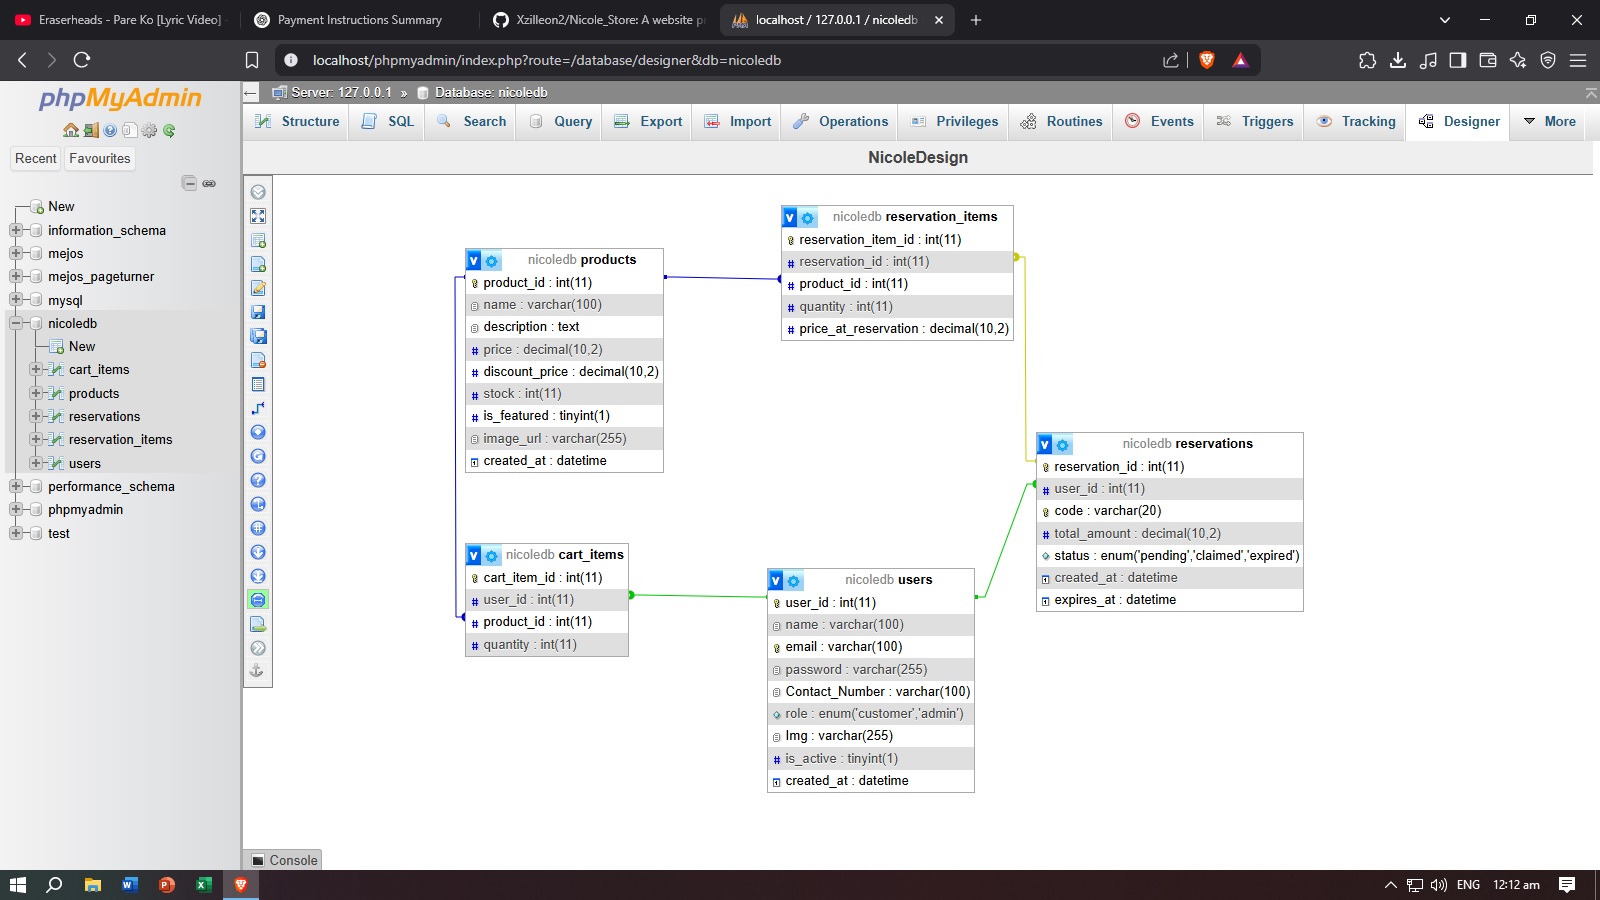 Eraserheads - Pare Ko [Lyric Video]
Payment Instructions Summary
Xzilleon2/Nicole_Store: A website p
localhost / 127.0.0.1 / nicoledb
localhost/phpmyadmin/index.php?route=/database/designer&db=nicoledb
phpMyAdmin
Server: 127.0.0.1 » Database: nicoledb
Structure SQL Search Query Export Import Operations Privileges Routines Events Triggers Tracking Designer More
Recent Favourites
NicoleDesign
New
information_schema
mejos
mejos_pageturner
mysql
nicoledb
New
cart_items
products
reservations
reservation_items
users
performance_schema
phpmyadmin
test
nicoledb products
product_id : int(11)
name : varchar(100)
description : text
price : decimal(10,2)
discount_price : decimal(10,2)
stock : int(11)
is_featured : tinyint(1)
image_url : varchar(255)
created_at : datetime
nicoledb reservation_items
reservation_item_id : int(11)
reservation_id : int(11)
product_id : int(11)
quantity : int(11)
price_at_reservation : decimal(10,2)
nicoledb reservations
reservation_id : int(11)
user_id : int(11)
code : varchar(20)
total_amount : decimal(10,2)
status : enum('pending','claimed','expired')
created_at : datetime
expires_at : datetime
nicoledb cart_items
cart_item_id : int(11)
user_id : int(11)
product_id : int(11)
quantity : int(11)
nicoledb users
user_id : int(11)
name : varchar(100)
email : varchar(100)
password : varchar(255)
Contact_Number : varchar(100)
role : enum('customer','admin')
Img : varchar(255)
is_active : tinyint(1)
created_at : datetime
Console
ENG 12:12 am